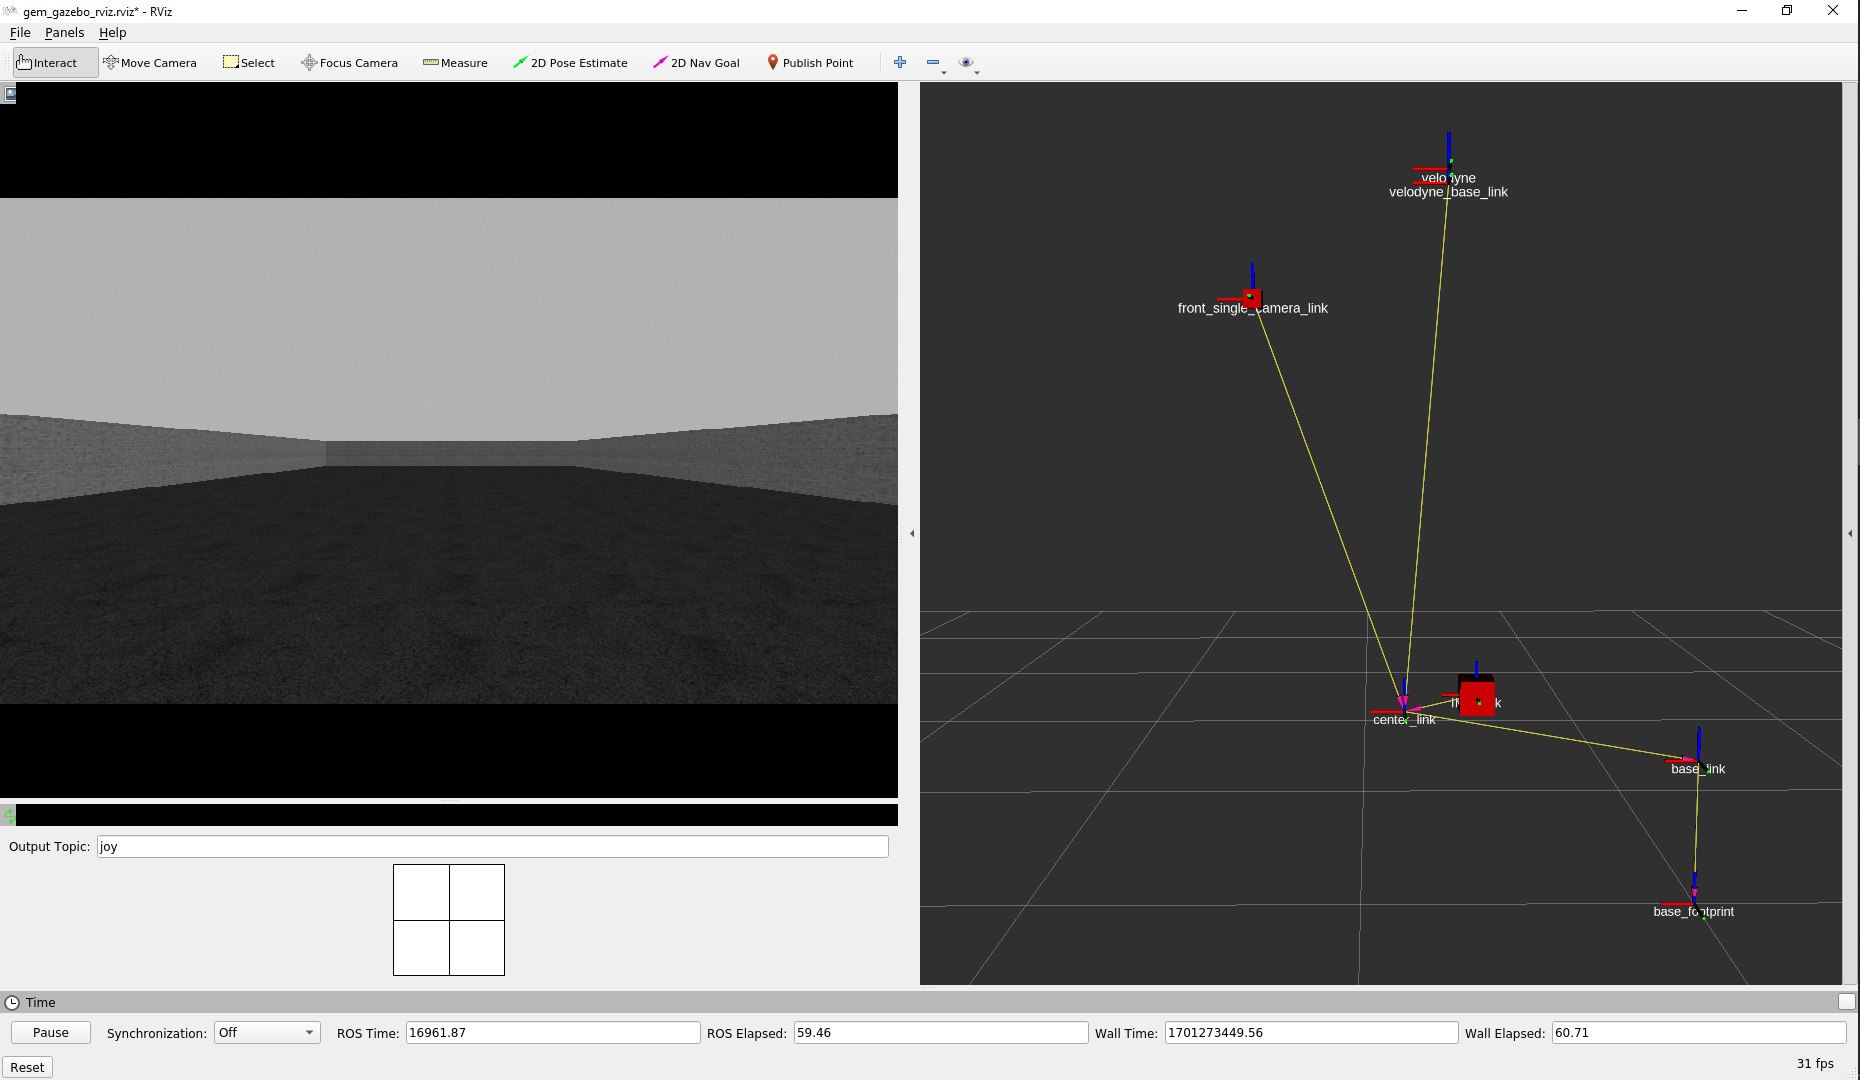 gem_gazebo_rviz.rviz* - RViz
File Panels Help
Interact Move Camera Select Focus Camera Measure 2D Pose Estimate 2D Nav Goal Publish Point
velodyne
velodyne_base_link
front_single_camera_link
center_link
base_link
base_footprint
Output Topic: joy
Time
Pause Synchronization: Off ROS Time: 16961.87 ROS Elapsed: 59.46 Wall Time: 1701273449.56 Wall Elapsed: 60.71
Reset 31 fps